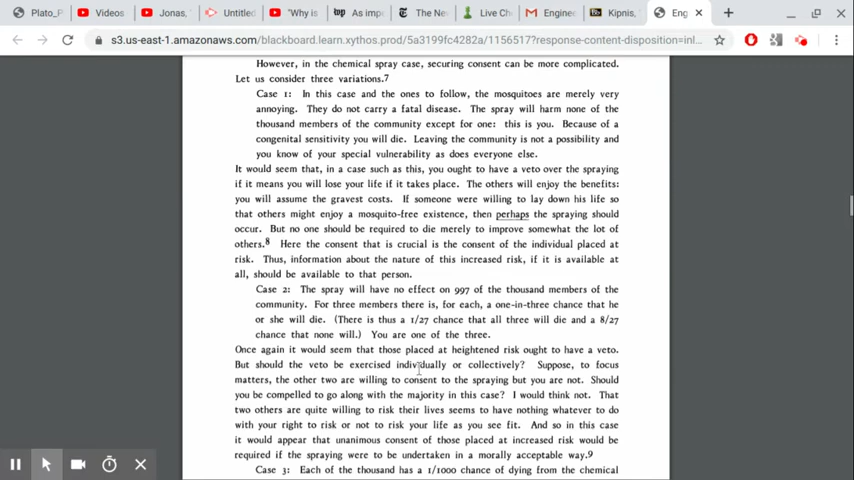 Plato_P
Videos
Jonas,
Untitled
"Why is
wp As imp
The Ne
Live Ch
Engine
Kipnis,
Eng
s3.us-east-1.amazonaws.com/blackboard.learn.xythos.prod/5a3199fc4282a/1156517?response-content-disposition=inl...
However, in the chemical spray case, securing consent can be more complicated.
Let us consider three variations.7
Case 1: In this case and the ones to follow, the mosquitoes are merely very
annoying. They do not carry a fatal disease. The spray will harm none of the
thousand members of the community except for one: this is you. Because of a
congenital sensitivity you will die. Leaving the community is not a possibility and
you know of your special vulnerability as does everyone else.
It would seem that, in a case such as this, you ought to have a veto over the spraying
if it means you will lose your life if it takes place. The others will enjoy the benefits:
you will assume the gravest costs. If someone were willing to lay down his life so
that others might enjoy a mosquito-free existence, then perhaps the spraying should
occur. But no one should be required to die merely to improve somewhat the lot of
others.8 Here the consent that is crucial is the consent of the individual placed at
risk. Thus, information about the nature of this increased risk, if it is available at
all, should be available to that person.
Case 2: The spray will have no effect on 997 of the thousand members of the
community. For three members there is, for each, a one-in-three chance that he
or she will die. (There is thus a 1/27 chance that all three will die and a 8/27
chance that none will.) You are one of the three.
Once again it would seem that those placed at heightened risk ought to have a veto.
But should the veto be exercised individually or collectively? Suppose, to focus
matters, the other two are willing to consent to the spraying but you are not. Should
you be compelled to go along with the majority in this case? I would think not. That
two others are quite willing to risk their lives seems to have nothing whatever to do
with your right to risk or not to risk your life as you see fit. And so in this case
it would appear that unanimous consent of those placed at increased risk would be
required if the spraying were to be undertaken in a morally acceptable way.9
Case 3: Each of the thousand has a 1/1000 chance of dying from the chemical